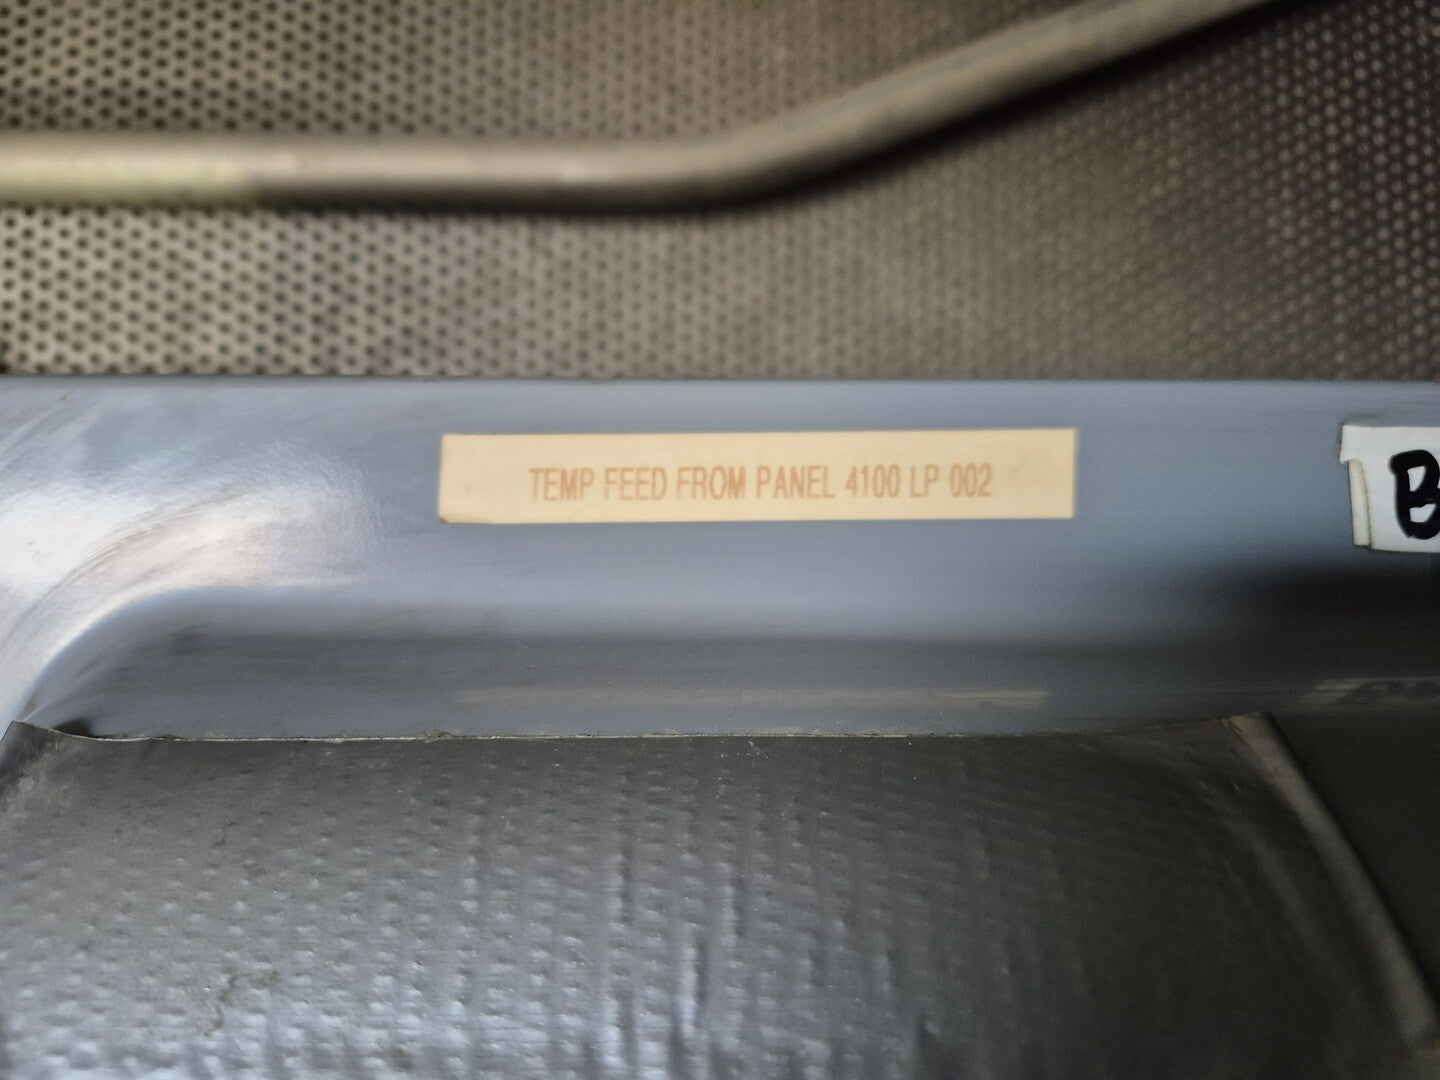 TEMP FEED FROM PANEL 4100 LP 002
B